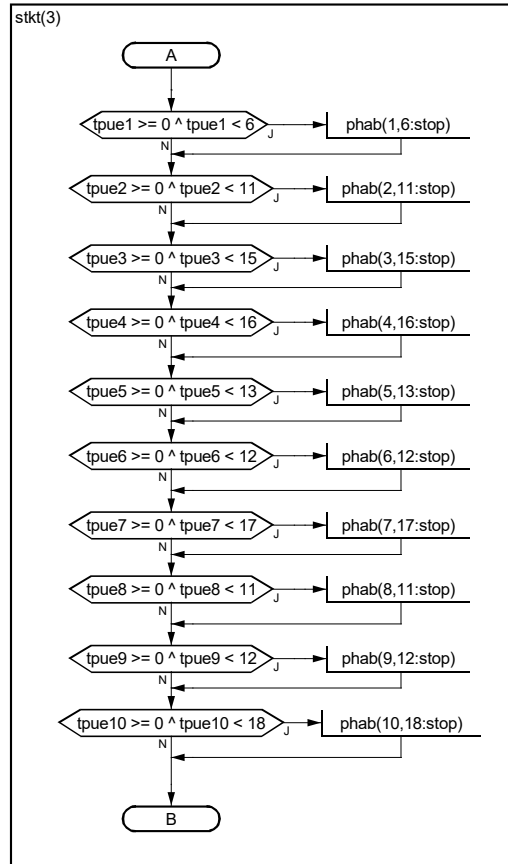 stkt(3)
A
tpue1 >= 0 ^ tpue1 < 6
J
phab(1,6:stop)
N
tpue2 >= 0 ^ tpue2 < 11
J
phab(2,11:stop)
N
tpue3 >= 0 ^ tpue3 < 15
J
phab(3,15:stop)
N
tpue4 >= 0 ^ tpue4 < 16
J
phab(4,16:stop)
N
tpue5 >= 0 ^ tpue5 < 13
J
phab(5,13:stop)
N
tpue6 >= 0 ^ tpue6 < 12
J
phab(6,12:stop)
N
tpue7 >= 0 ^ tpue7 < 17
J
phab(7,17:stop)
N
tpue8 >= 0 ^ tpue8 < 11
J
phab(8,11:stop)
N
tpue9 >= 0 ^ tpue9 < 12
J
phab(9,12:stop)
N
tpue10 >= 0 ^ tpue10 < 18
J
phab(10,18:stop)
N
B